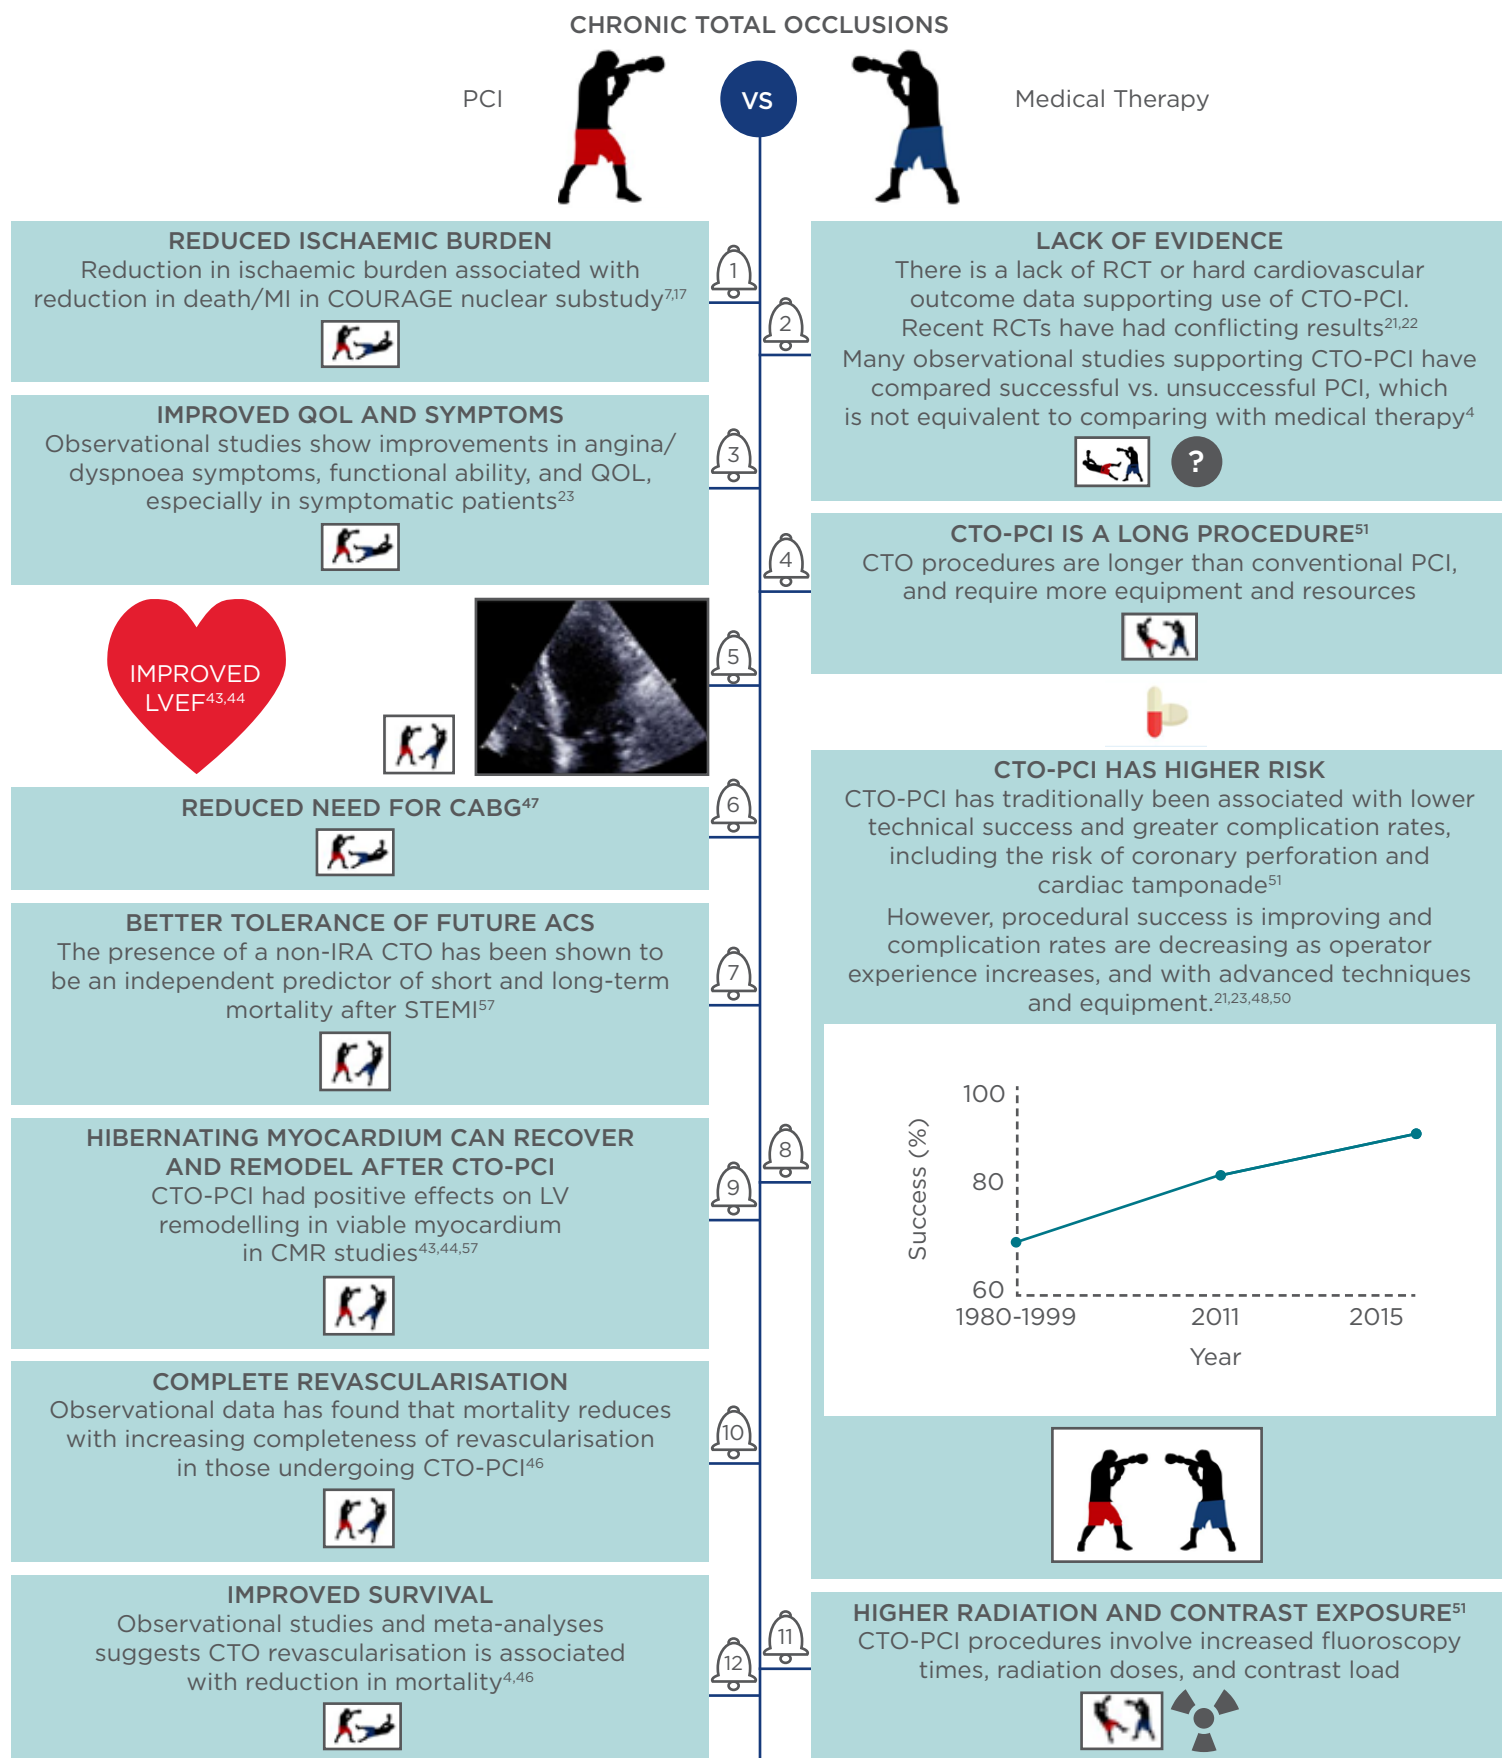 CHRONIC TOTAL OCCLUSIONS
PCI
VS
Medical Therapy
1
REDUCED ISCHAEMIC BURDEN
Reduction in ischaemic burden associated with
reduction in death/MI in COURAGE nuclear substudy7,17
2
LACK OF EVIDENCE
There is a lack of RCT or hard cardiovascular
outcome data supporting use of CTO-PCI.
Recent RCTs have had conflicting results21,22
Many observational studies supporting CTO-PCI have
compared successful vs. unsuccessful PCI, which
is not equivalent to comparing with medical therapy4
?
3
IMPROVED QOL AND SYMPTOMS
Observational studies show improvements in angina/
dyspnoea symptoms, functional ability, and QOL,
especially in symptomatic patients23
4
CTO-PCI IS A LONG PROCEDURE51
CTO procedures are longer than conventional PCI,
and require more equipment and resources
5
IMPROVED
LVEF43,44
6
REDUCED NEED FOR CABG47
7
BETTER TOLERANCE OF FUTURE ACS
The presence of a non-IRA CTO has been shown to
be an independent predictor of short and long-term
mortality after STEMI57
8
CTO-PCI HAS HIGHER RISK
CTO-PCI has traditionally been associated with lower
technical success and greater complication rates,
including the risk of coronary perforation and
cardiac tamponade51
However, procedural success is improving and
complication rates are decreasing as operator
experience increases, and with advanced techniques
and equipment.21,23,48,50
Success (%)
100
80
60
1980-1999
2011
2015
Year
9
HIBERNATING MYOCARDIUM CAN RECOVER
AND REMODEL AFTER CTO-PCI
CTO-PCI had positive effects on LV
remodelling in viable myocardium
in CMR studies43,44,57
10
COMPLETE REVASCULARISATION
Observational data has found that mortality reduces
with increasing completeness of revascularisation
in those undergoing CTO-PCI46
11
HIGHER RADIATION AND CONTRAST EXPOSURE51
CTO-PCI procedures involve increased fluoroscopy
times, radiation doses, and contrast load
12
IMPROVED SURVIVAL
Observational studies and meta-analyses
suggests CTO revascularisation is associated
with reduction in mortality4,46